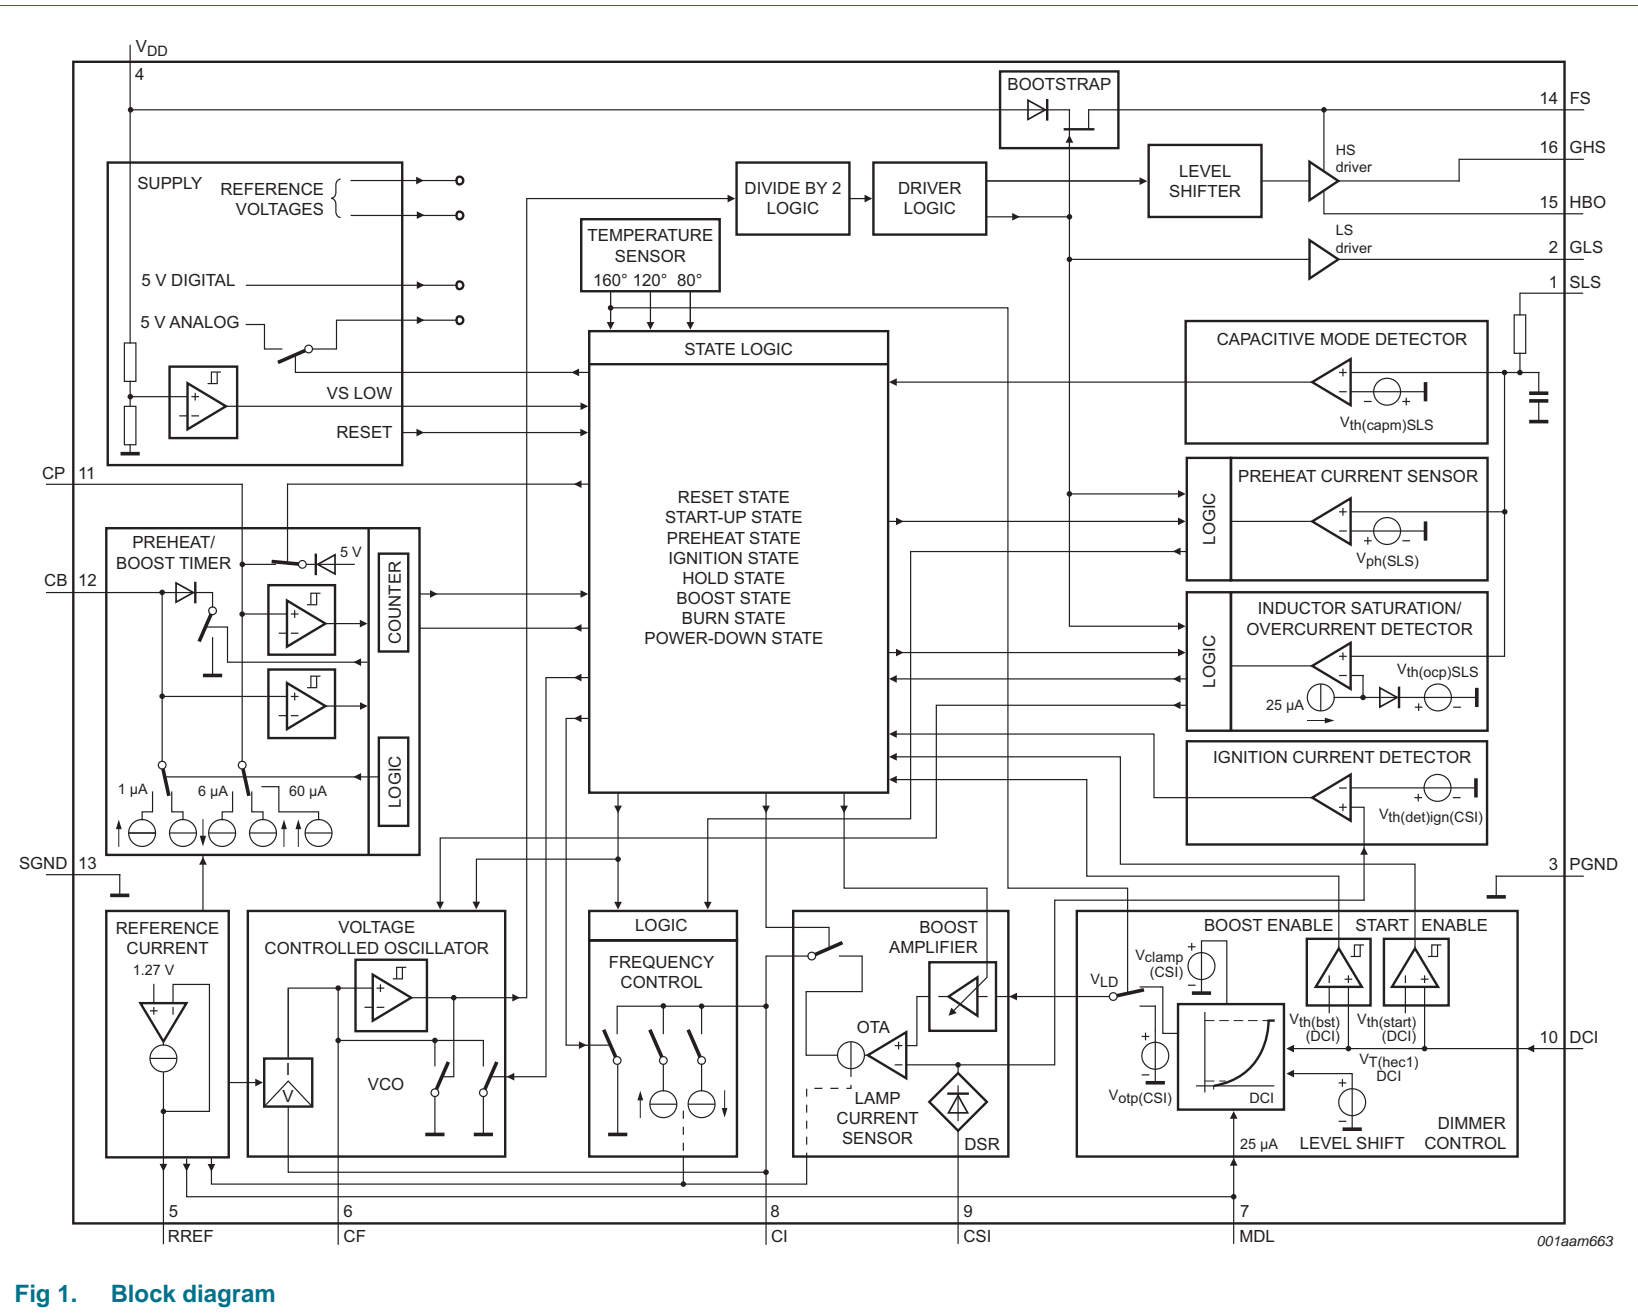 VDD
4
BOOTSTRAP
14 FS
HS
driver
16 GHS
LEVEL
SHIFTER
15 HBO
SUPPLY
REFERENCE
VOLTAGES
DIVIDE BY 2
LOGIC
DRIVER
LOGIC
LS
driver
2 GLS
TEMPERATURE
SENSOR
160° 120° 80°
1 SLS
5 V DIGITAL
5 V ANALOG
STATE LOGIC
CAPACITIVE MODE DETECTOR
+
−
− +
Vth(capm)SLS
+
−
VS LOW
RESET
CP 11
RESET STATE
START-UP STATE
PREHEAT STATE
IGNITION STATE
HOLD STATE
BOOST STATE
BURN STATE
POWER-DOWN STATE
PREHEAT CURRENT SENSOR
LOGIC
+
−
+ −
Vph(SLS)
PREHEAT/
BOOST TIMER
5 V
CB 12
COUNTER
+
−
+
−
LOGIC
1 μA
6 μA
60 μA
INDUCTOR SATURATION/
OVERCURRENT DETECTOR
LOGIC
+
−
Vth(ocp)SLS
25 μA
+ −
IGNITION CURRENT DETECTOR
−
+
+ −
Vth(det)ign(CSI)
SGND 13
3 PGND
REFERENCE
CURRENT
1.27 V
+ −
VOLTAGE
CONTROLLED OSCILLATOR
+
−
I
V
VCO
LOGIC
FREQUENCY
CONTROL
BOOST
AMPLIFIER
OTA
+
−
LAMP
CURRENT
SENSOR
DSR
BOOST ENABLE
START ENABLE
Vclamp
(CSI)
+
−
VLD
Vth(bst)
(DCI)
Vth(start)
(DCI)
10 DCI
VT(hec1)
DCI
+
−
Votp(CSI)
DCI
+
−
25 μA
LEVEL SHIFT
DIMMER
CONTROL
5
6
8
9
7
RREF
CF
CI
CSI
MDL
001aam663
Fig 1. Block diagram